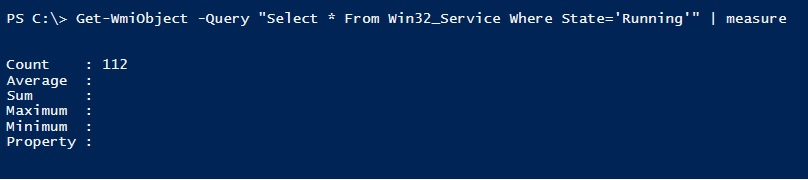 PS C:\> Get-WmiObject -Query "Select * From Win32_Service Where State='Running'" | measure
Count    : 112
Average  :
Sum      :
Maximum  :
Minimum  :
Property :